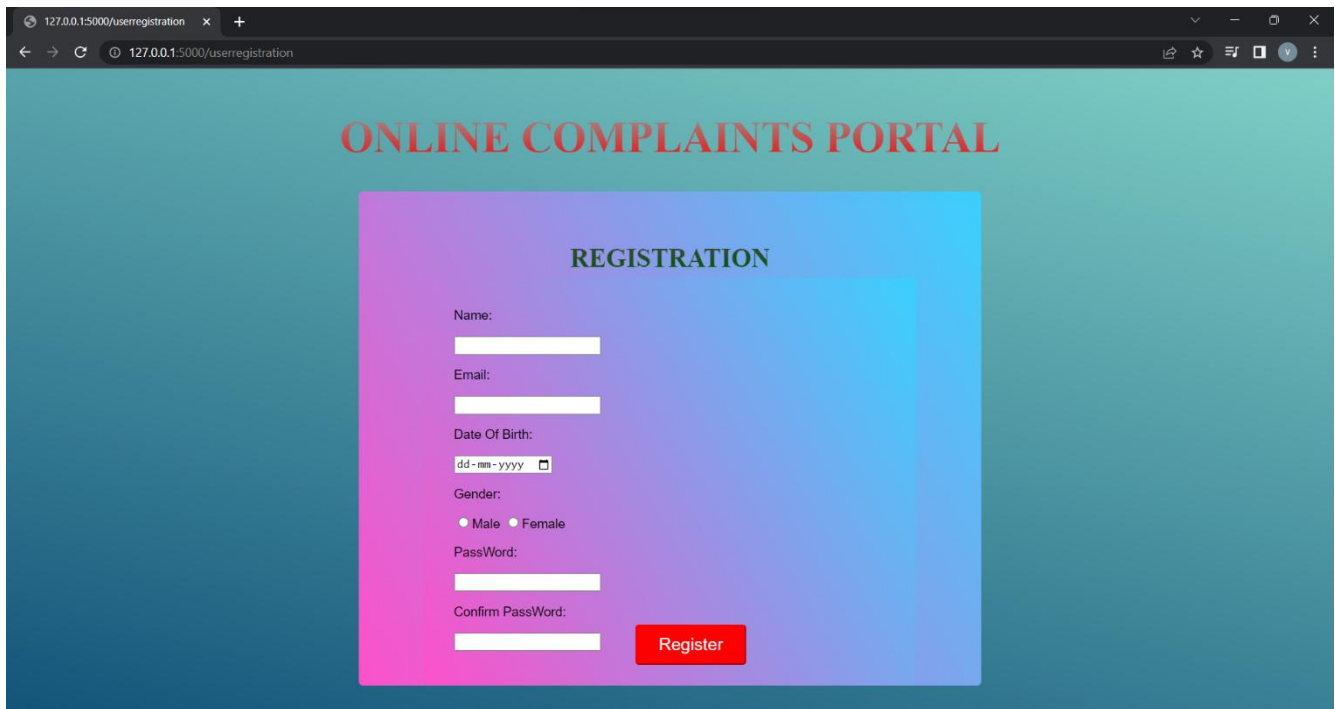 127.0.0.1:5000/userregistration
127.0.0.1:5000/userregistration
V
ONLINE COMPLAINTS PORTAL
REGISTRATION
Name:
Email:
Date Of Birth:
dd-mm-yyyy
Gender:
Male Female
PassWord:
Confirm PassWord:
Register